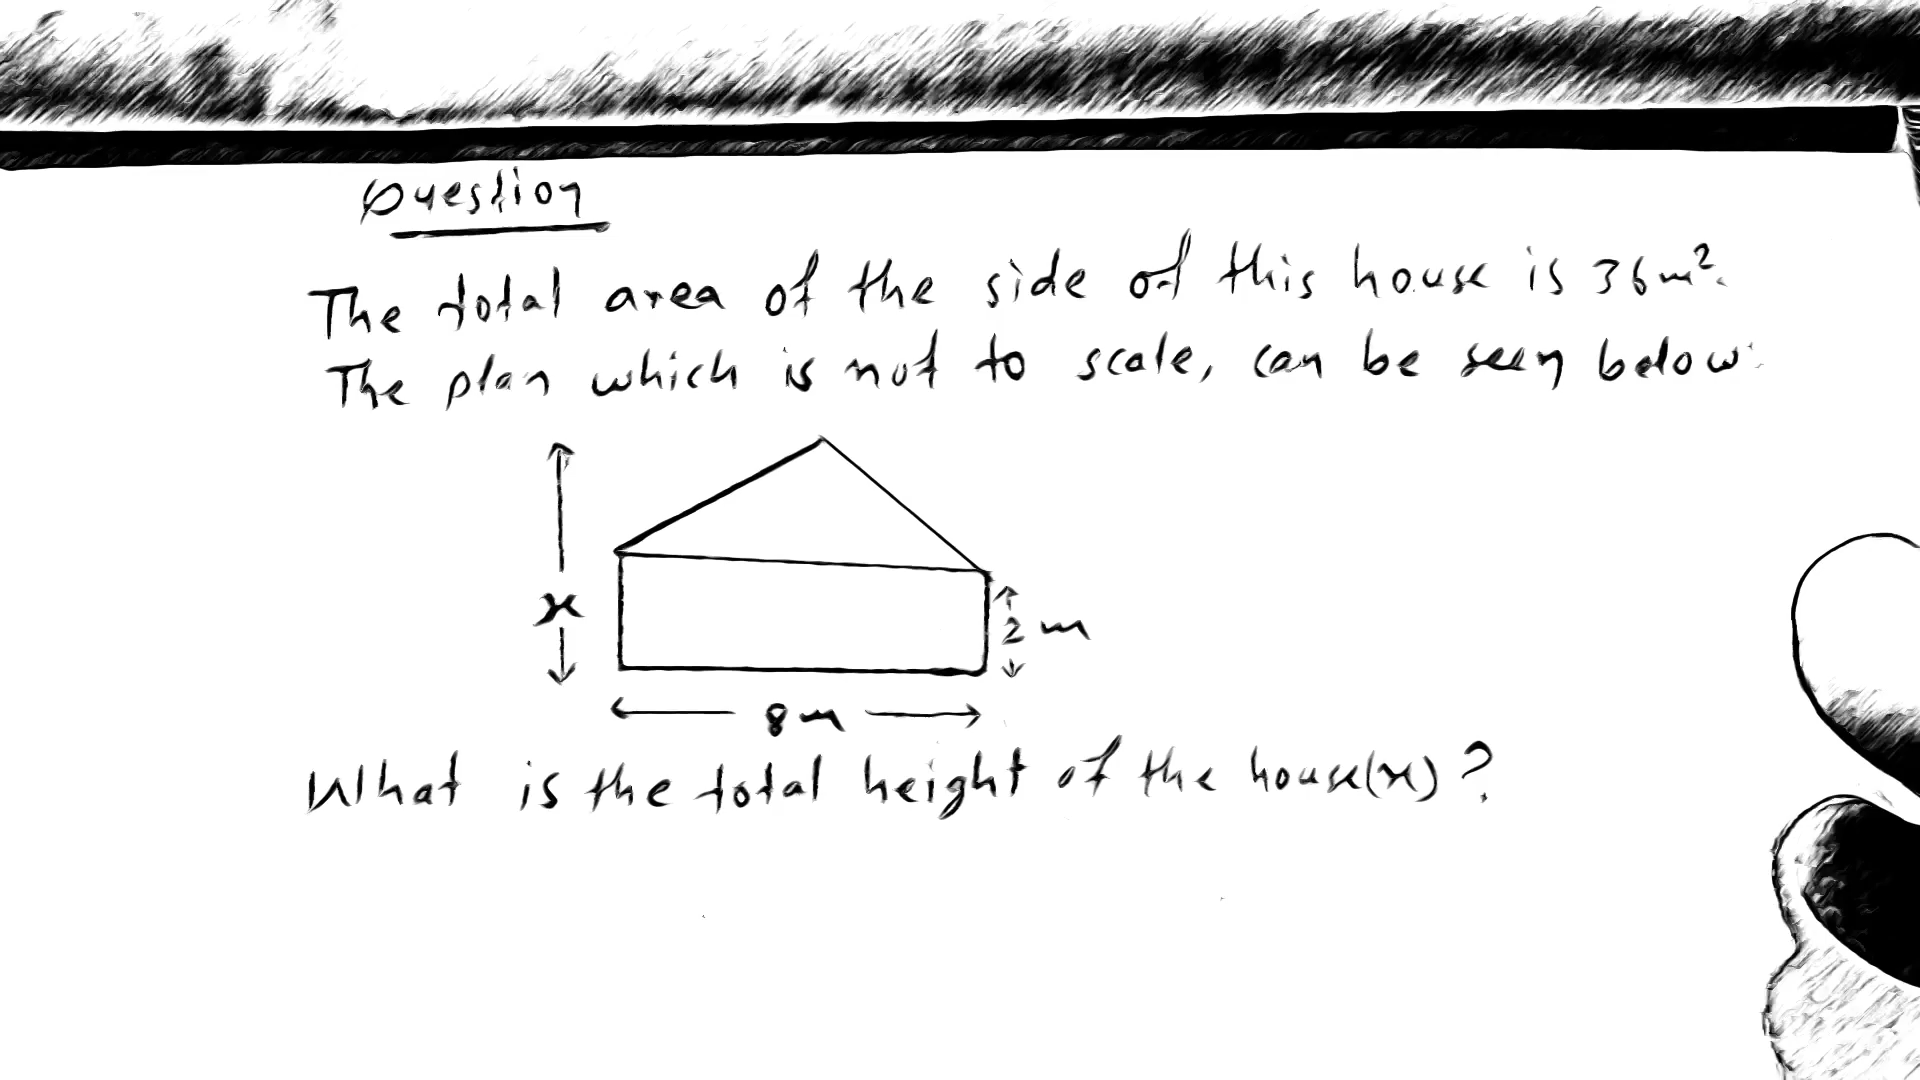 Question
The total area of the side of this house is 36m².
The plan which is not to scale, can be seen below.
x
2 m
8m
What is the total height of the house(x)?